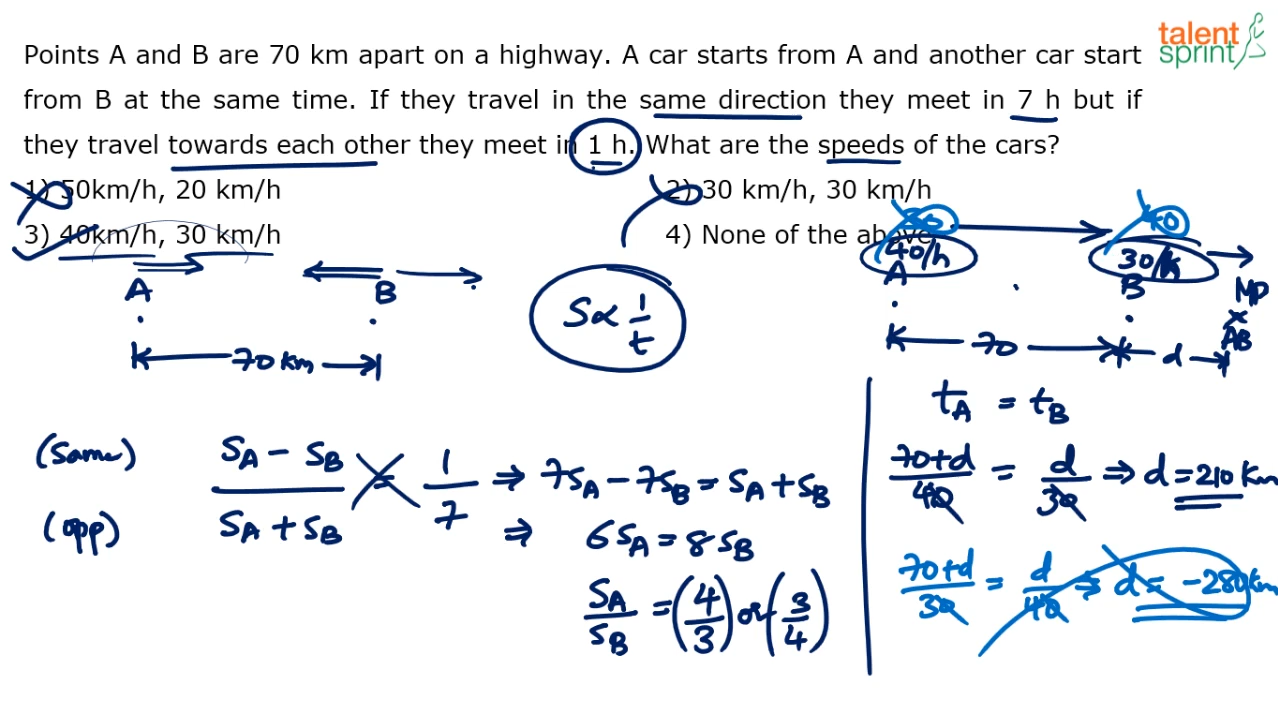 talent
sprint
Points A and B are 70 km apart on a highway. A car starts from A and another car start
from B at the same time. If they travel in the same direction they meet in 7 h but if
they travel towards each other they meet in 1 h. What are the speeds of the cars?
1) 50km/h, 20 km/h
2) 30 km/h, 30 km/h
3) 40km/h, 30 km/h
4) None of the above
30
40
40/h
30/h
A
B
A
B
MP
AB
70 km
S ∝ 1/t
70
d
tA = tB
(Same) SA - SB
(opp) SA + SB
= 1/7 ⇒ 7SA - 7SB = SA + SB
⇒ 6SA = 8SB
SA/SB = (4/3) or (3/4)
70+d/40 = d/30 ⇒ d = 210 Km
70+d/30 = d/40 ⇒ d = -280km